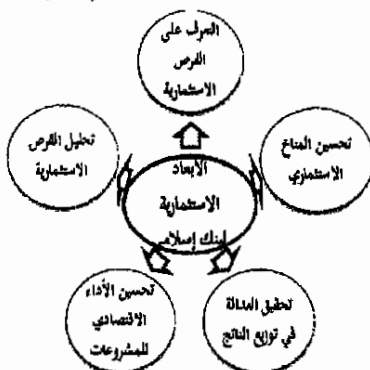 التعرف على
الفرص
الاستثمارية
تحسين المناخ
الاستثماري
تحليل الفرص
الاستثمارية
الأبعاد
الاستثمارية
لبنك إسلامي
تحقيق العدالة
في توزيع الناتج
تحسين الأداء
الاقتصادي
للمشروعات